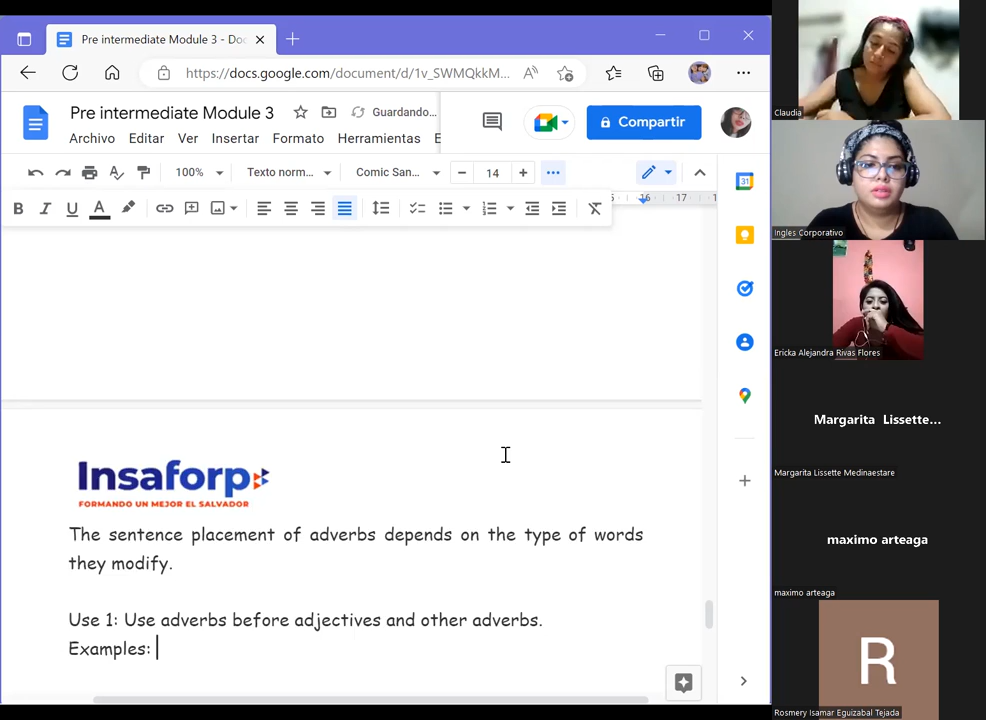 Pre intermediate Module 3 - Doc
https://docs.google.com/document/d/1v_SWMQkkM...
Pre intermediate Module 3
Guardando...
Archivo Editar Ver Insertar Formato Herramientas E
Compartir
100% Texto norm... Comic San... 14
16 17
Insaforp
FORMANDO UN MEJOR EL SALVADOR
The sentence placement of adverbs depends on the type of words
they modify.
Use 1: Use adverbs before adjectives and other adverbs.
Examples:
Claudia
Ingles Corporativo
Ericka Alejandra Rivas Flores
Margarita Lissette...
Margarita Lissette Medinaestare
maximo arteaga
maximo arteaga
R
Rosmery Isamar Eguizabal Tejada